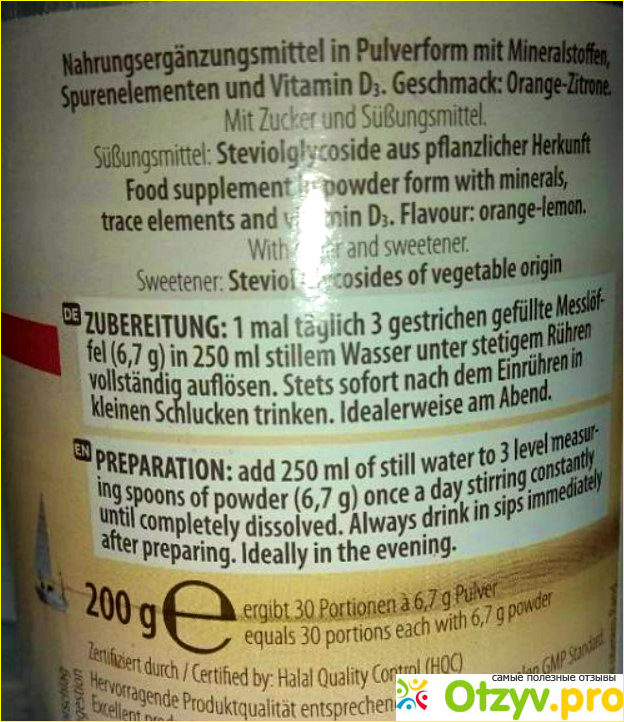 Nahrungsergänzungsmittel in Pulverform mit Mineralstoffen,
Spurenelementen und Vitamin D₃. Geschmack: Orange-Zitrone.
Mit Zucker und Süßungsmittel.
Süßungsmittel: Steviolglycoside aus pflanzlicher Herkunft
Food supplement powder form with minerals,
trace elements and D₃. Flavour: orange-lemon.
With and sweetener.
Sweetener: of vegetable origin
DE ZUBEREITUNG: 1 mal täglich 3 gestrichen gefüllte Messlöf-
fel (6,7 g) in 250 ml stillem Wasser unter stetigem Rühren
vollständig auflösen. Stets sofort nach dem Einrühren in
kleinen Schlucken trinken. Idealerweise am Abend.
EN PREPARATION: add 250 ml of still water to 3 level measur-
ing spoons of powder (6,7 g) once a day stirring constantly
until completely dissolved. Always drink in sips immediately
after preparing. Ideally in the evening.
200 g e ergibt 30 Portionen à 6,7 g Pulver
equals 30 portions each with 6,7 g powder
Zertifiziert durch / Certified by: Halal Quality Control (HQC)
Hervorragende Produktqualität entsprechen GMP Standard.
Excellent
самые полезные отзывы
Otzyv.pro